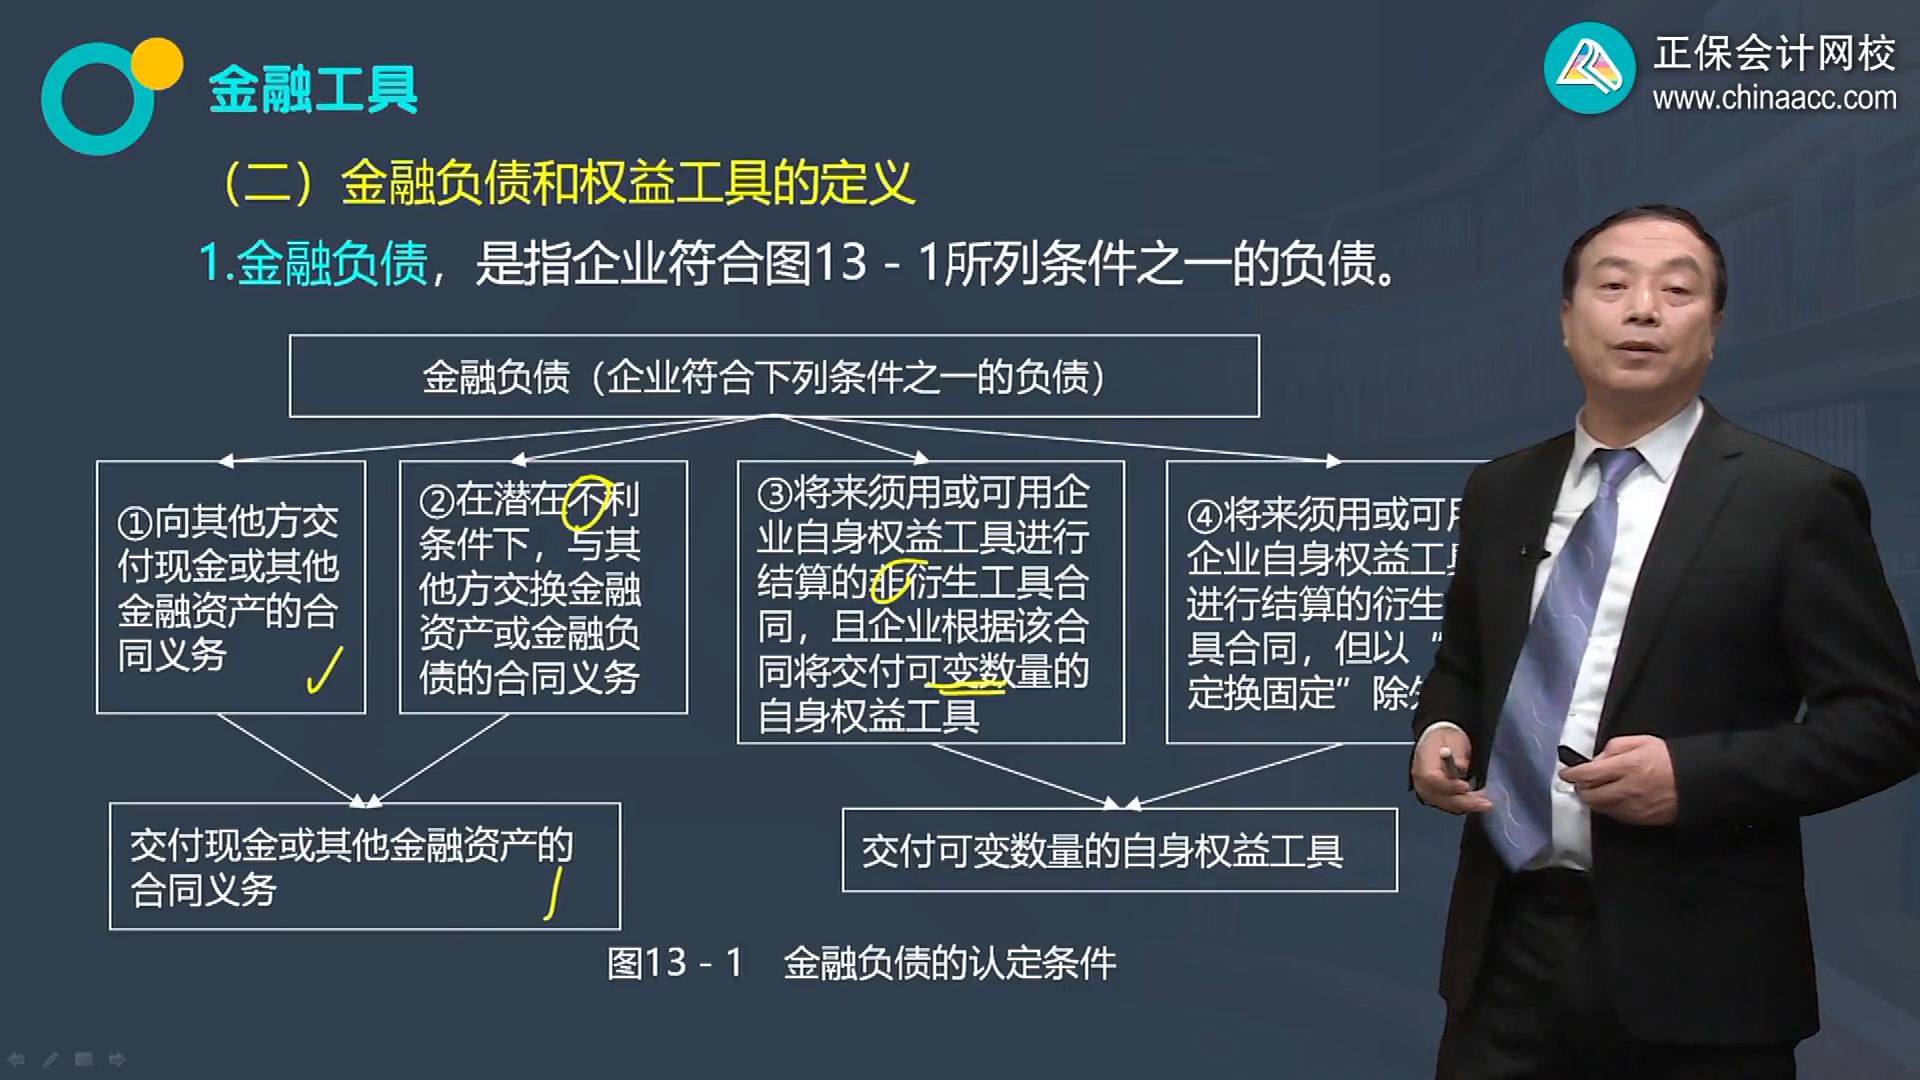 正保会计网校
www.chinaacc.com
金融工具
（二）金融负债和权益工具的定义
1.金融负债，是指企业符合图13－1所列条件之一的负债。
金融负债（企业符合下列条件之一的负债）
①向其他方交
付现金或其他
金融资产的合
同义务
②在潜在不利
条件下，与其
他方交换金融
资产或金融负
债的合同义务
③将来须用或可用企
业自身权益工具进行
结算的非衍生工具合
同，且企业根据该合
同将交付可变数量的
自身权益工具
④将来须用或可
企业自身权益工
进行结算的衍生
具合同，但以“
定换固定”除
交付现金或其他金融资产的
合同义务
交付可变数量的自身权益工具
图13－1 金融负债的认定条件